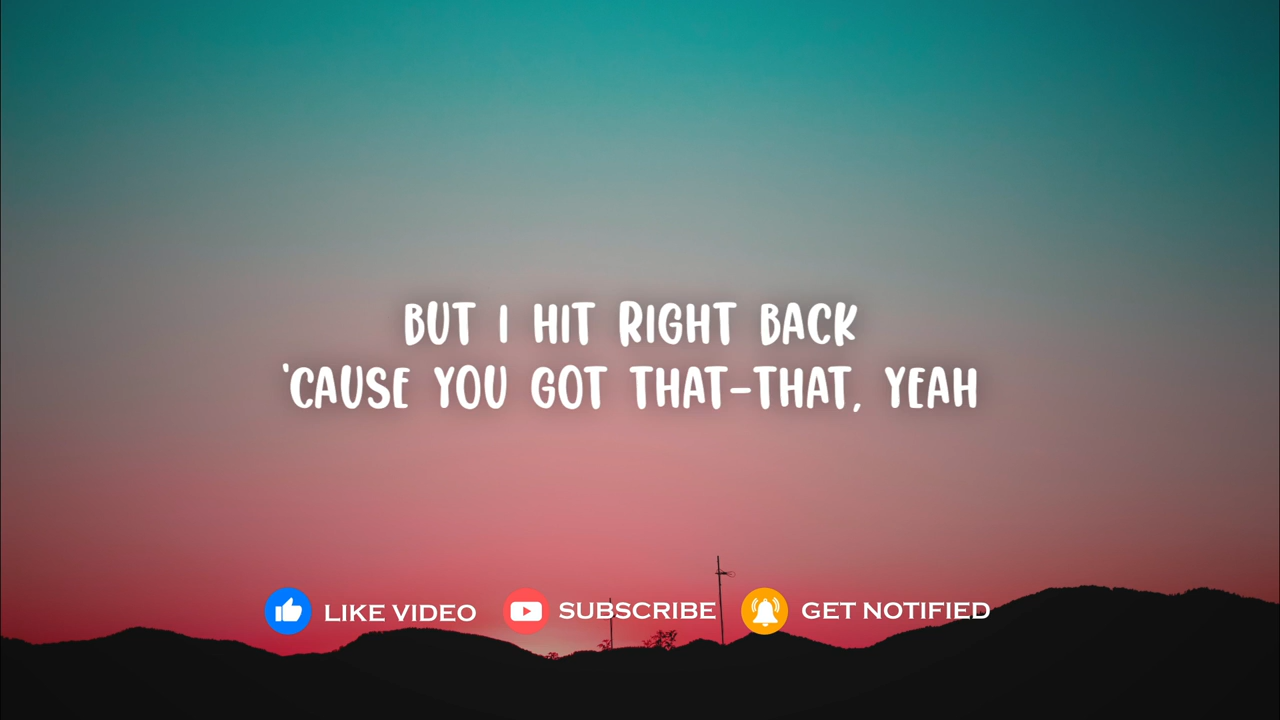 BUT I HIT RIGHT BACK
'CAUSE YOU GOT THAT-THAT, YEAH
LIKE VIDEO SUBSCRIBE GET NOTIFIED